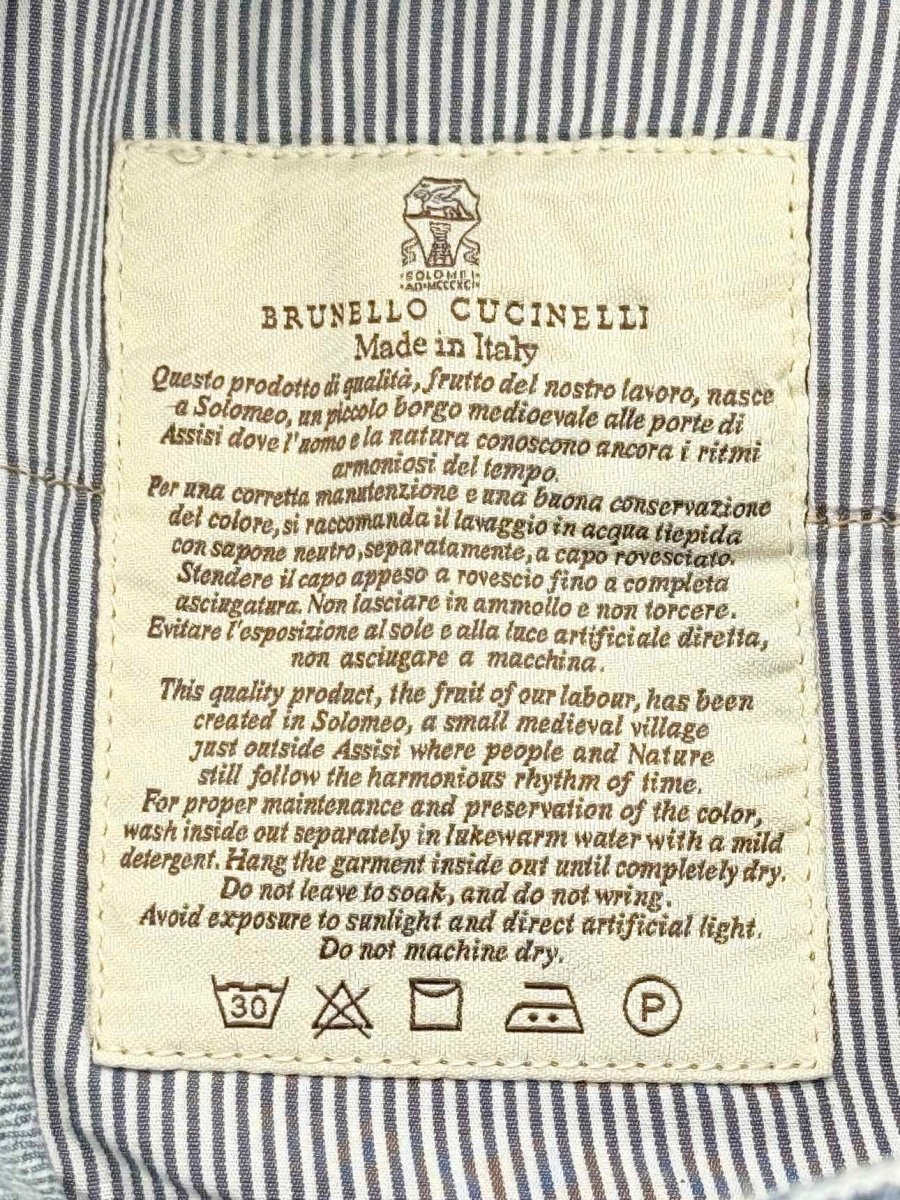 SOLOMEI
BRUNELLO CUCINELLI
Made in Italy
Questo prodotto di qualità, frutto del nostro lavoro, nasce
a Solomeo, un piccolo borgo medioevale alle porte di
Assisi dove l'uomo e la natura conoscono ancora i ritmi
armoniosi del tempo.
Per una corretta manutenzione e una buona conservazione
del colore, si raccomanda il lavaggio in acqua tiepida
con sapone neutro, separatamente, a capo rovesciato.
Stendere il capo appeso a rovescio fino a completa
asciugatura. Non lasciare in ammollo e non torcere.
Evitare l'esposizione al sole e alla luce artificiale diretta,
non asciugare a macchina.
This quality product, the fruit of our labour, has been
created in Solomeo, a small medieval village
just outside Assisi where people and Nature
still follow the harmonious rhythm of time.
For proper maintenance and preservation of the color,
wash inside out separately in lukewarm water with a mild
detergent. Hang the garment inside out until completely dry.
Do not leave to soak, and do not wring.
Avoid exposure to sunlight and direct artificial light.
Do not machine dry.
30 P